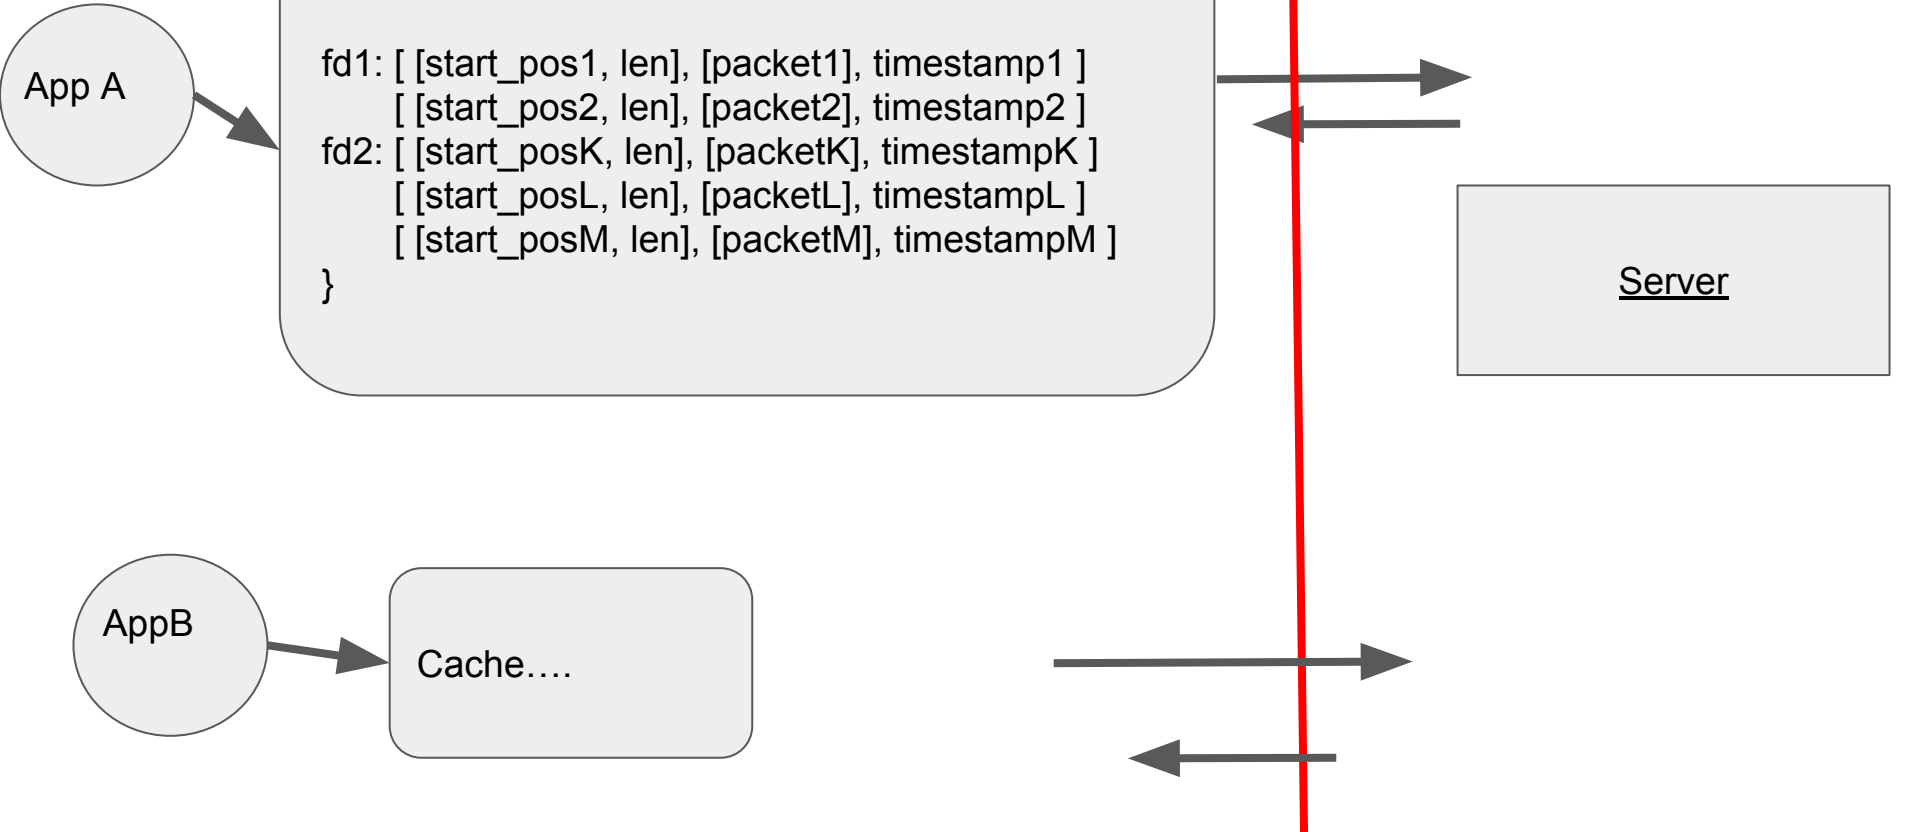 App A
fd1: [ [start_pos1, len], [packet1], timestamp1 ]
[ [start_pos2, len], [packet2], timestamp2 ]
fd2: [ [start_posK, len], [packetK], timestampK ]
[ [start_posL, len], [packetL], timestampL ]
[ [start_posM, len], [packetM], timestampM ]
}
Server
AppB
Cache….